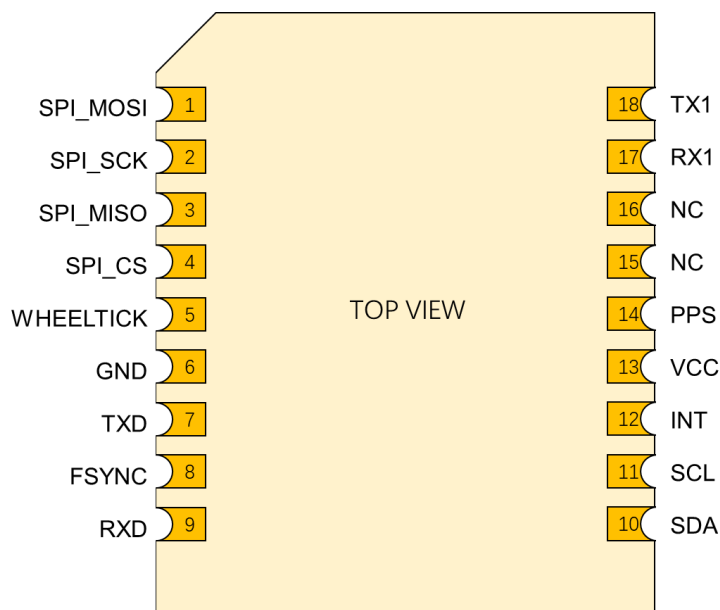 SPI_MOSI 1 18 TX1
SPI_SCK 2 17 RX1
SPI_MISO 3 16 NC
SPI_CS 4 15 NC
WHEELTICK 5 TOP VIEW 14 PPS
GND 6 13 VCC
TXD 7 12 INT
FSYNC 8 11 SCL
RXD 9 10 SDA